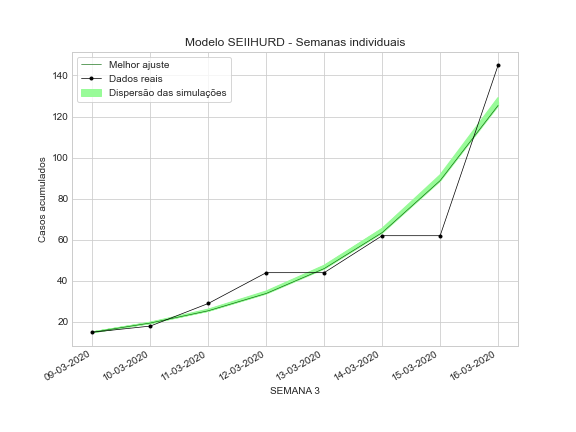 Modelo SEIIHURD - Semanas individuais
Melhor ajuste
Dados reais
Dispersão das simulações
Casos acumulados
140
120
100
80
60
40
20
09-03-2020
10-03-2020
11-03-2020
12-03-2020
13-03-2020
14-03-2020
15-03-2020
16-03-2020
SEMANA 3